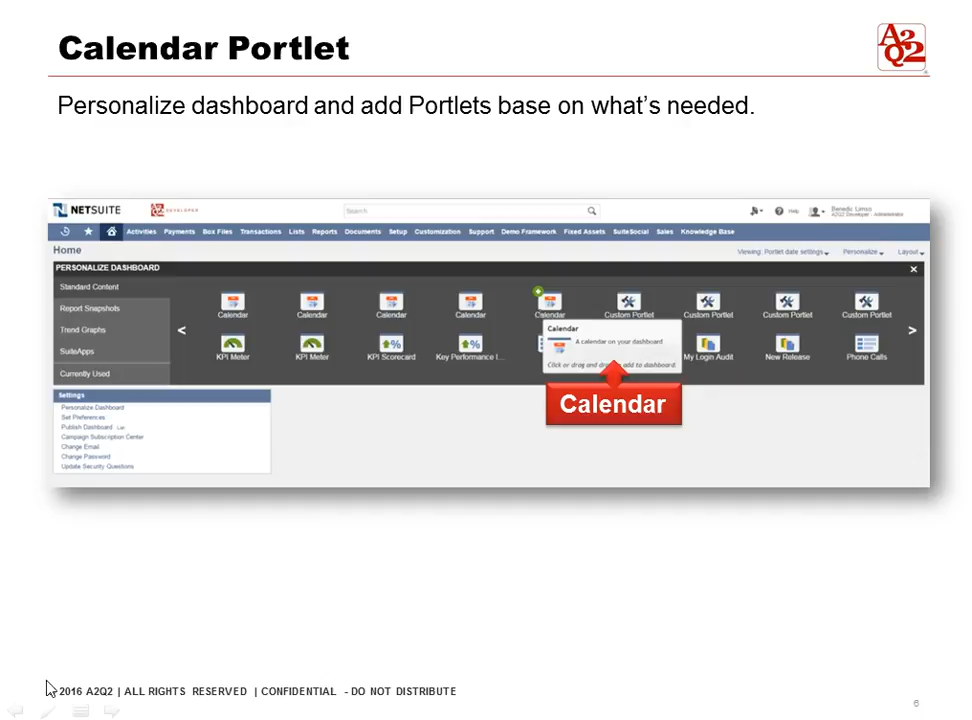 Calendar Portlet
A2Q2
Personalize dashboard and add Portlets base on what’s needed.
NETSUITE
A2Q2 DEVELOPER
Search
Help
Benedic
A2Q2 Developer - Administrator
Activities Payments Box Files Transactions Lists Reports Documents Setup Customization Support Demo Framework Fixed Assets SuiteSocial Sales Knowledge Base
Home
Viewing: Portlet date settings Personalize Layout
PERSONALIZE DASHBOARD
Standard Content
Report Snapshots
Trend Graphs
SuiteApps
Currently Used
Calendar Calendar Calendar Calendar Calendar Custom Portlet Custom Portlet Custom Portlet Custom Portlet
KPI Meter KPI Meter KPI Scorecard Key Performance I... My Login Audit New Release Phone Calls
Calendar
A calendar on your dashboard
Click or drag and add to dashboard.
Calendar
Settings
Personalize Dashboard
Set Preferences
Publish Dashboard List
Campaign Subscription Center
Change Email
Change Password
Update Security Questions
2016 A2Q2 | ALL RIGHTS RESERVED | CONFIDENTIAL - DO NOT DISTRIBUTE
6